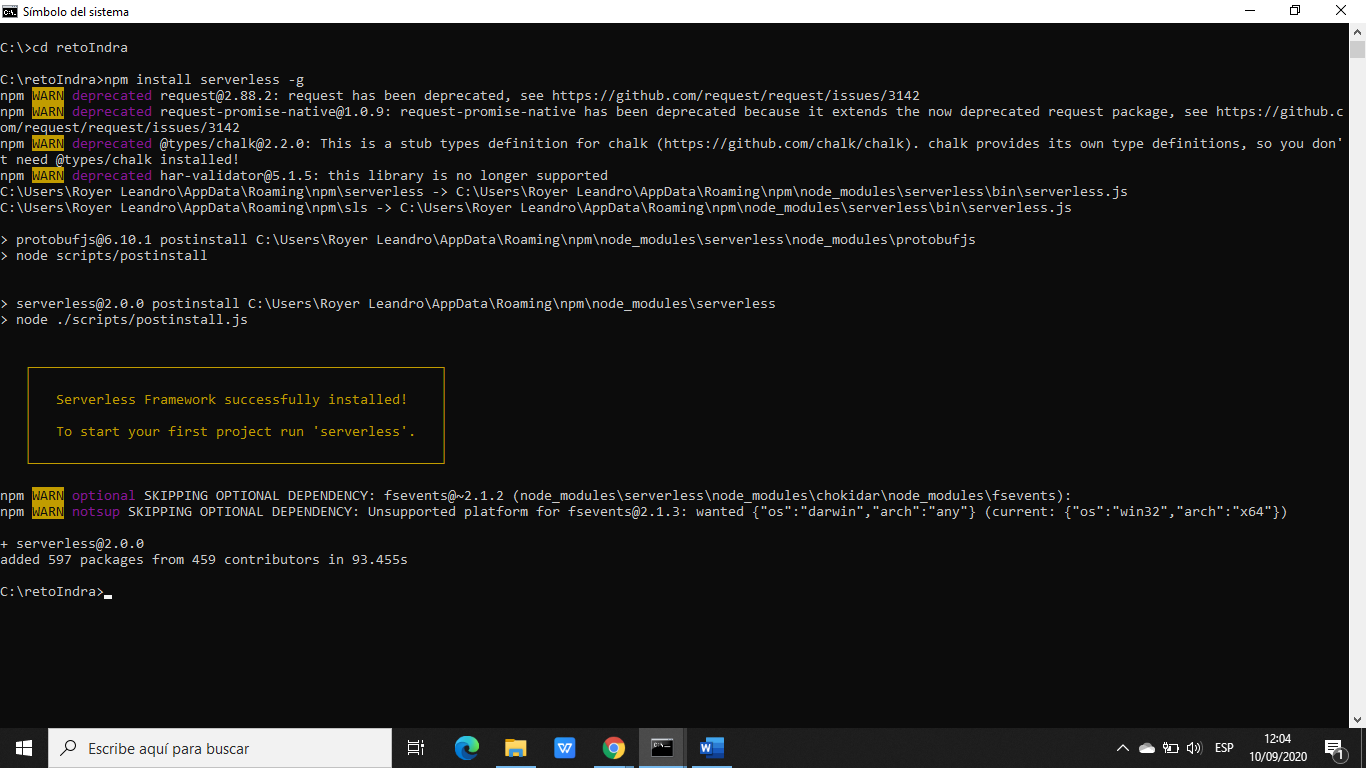 Símbolo del sistema
C:\>cd retoIndra
C:\retoIndra>npm install serverless -g
npm WARN deprecated request@2.88.2: request has been deprecated, see https://github.com/request/request/issues/3142
npm WARN deprecated request-promise-native@1.0.9: request-promise-native has been deprecated because it extends the now deprecated request package, see https://github.c
om/request/request/issues/3142
npm WARN deprecated @types/chalk@2.2.0: This is a stub types definition for chalk (https://github.com/chalk/chalk). chalk provides its own type definitions, so you don'
t need @types/chalk installed!
npm WARN deprecated har-validator@5.1.5: this library is no longer supported
C:\Users\Royer Leandro\AppData\Roaming\npm\serverless -> C:\Users\Royer Leandro\AppData\Roaming\npm\node_modules\serverless\bin\serverless.js
C:\Users\Royer Leandro\AppData\Roaming\npm\sls -> C:\Users\Royer Leandro\AppData\Roaming\npm\node_modules\serverless\bin\serverless.js
> protobufjs@6.10.1 postinstall C:\Users\Royer Leandro\AppData\Roaming\npm\node_modules\serverless\node_modules\protobufjs
> node scripts/postinstall
> serverless@2.0.0 postinstall C:\Users\Royer Leandro\AppData\Roaming\npm\node_modules\serverless
> node ./scripts/postinstall.js
Serverless Framework successfully installed!
To start your first project run 'serverless'.
npm WARN optional SKIPPING OPTIONAL DEPENDENCY: fsevents@~2.1.2 (node_modules\serverless\node_modules\chokidar\node_modules\fsevents):
npm WARN notsup SKIPPING OPTIONAL DEPENDENCY: Unsupported platform for fsevents@2.1.3: wanted {"os":"darwin","arch":"any"} (current: {"os":"win32","arch":"x64"})
+ serverless@2.0.0
added 597 packages from 459 contributors in 93.455s
C:\retoIndra>
Escribe aquí para buscar
ESP
12:04
10/09/2020
1